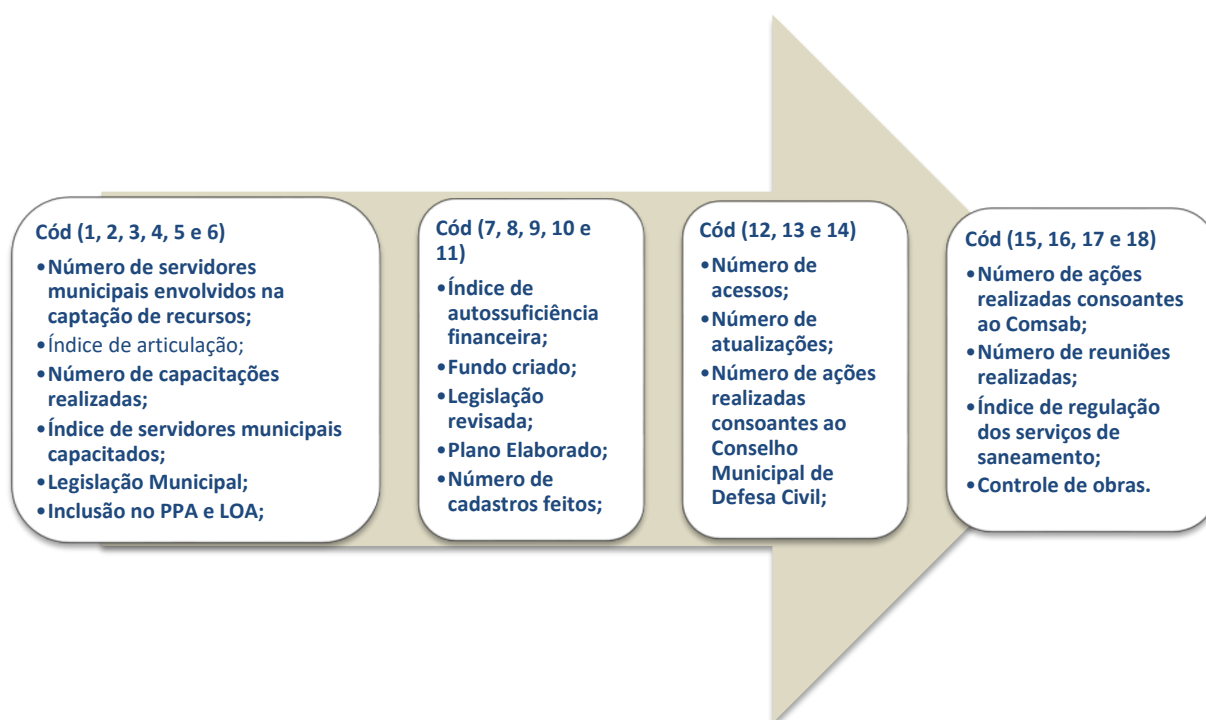 Cód (1, 2, 3, 4, 5 e 6)
•Número de servidores
municipais envolvidos na
captação de recursos;
•Índice de articulação;
•Número de capacitações
realizadas;
•Índice de servidores municipais
capacitados;
•Legislação Municipal;
•Inclusão no PPA e LOA;
Cód (7, 8, 9, 10 e
11)
•Índice de
autossuficiência
financeira;
•Fundo criado;
•Legislação
revisada;
•Plano Elaborado;
•Número de
cadastros feitos;
Cód (12, 13 e 14)
•Número de
acessos;
•Número de
atualizações;
•Número de ações
realizadas
consoantes ao
Conselho
Municipal de
Defesa Civil;
Cód (15, 16, 17 e 18)
•Número de ações
realizadas consoantes
ao Comsab;
•Número de reuniões
realizadas;
•Índice de regulação
dos serviços de
saneamento;
•Controle de obras.